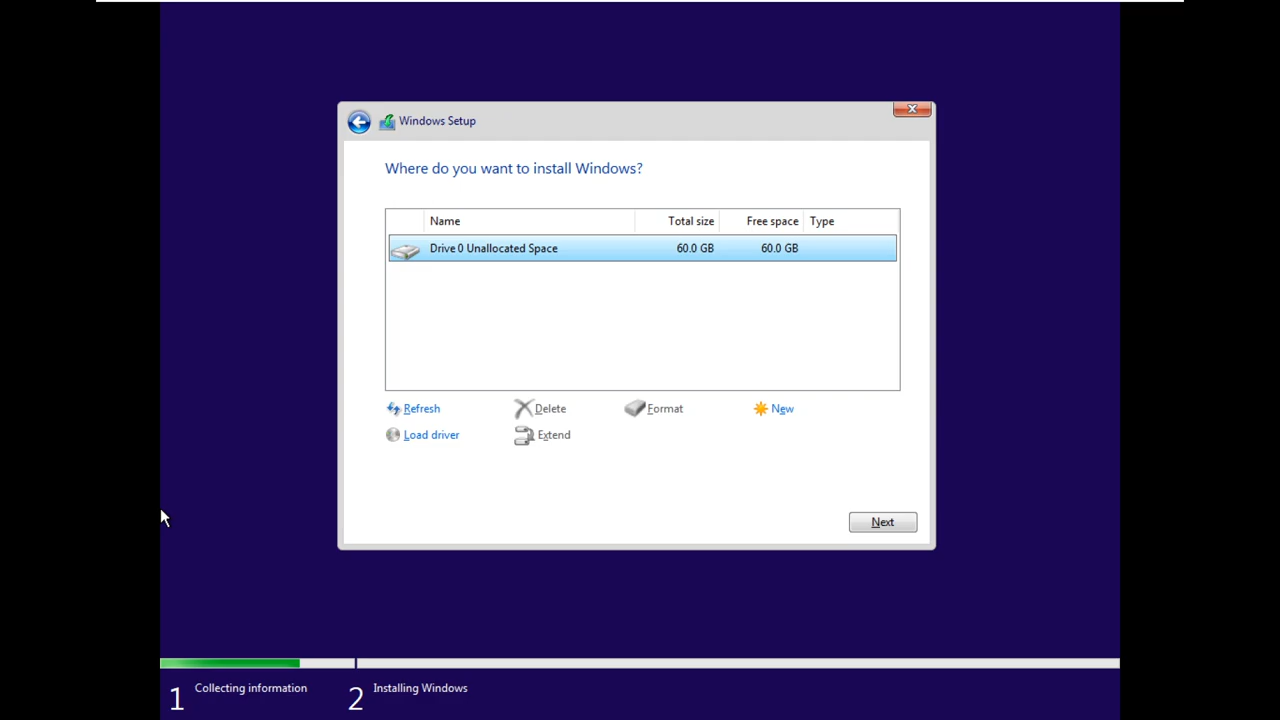 Windows Setup
Where do you want to install Windows?
Name Total size Free space Type
Drive 0 Unallocated Space 60.0 GB 60.0 GB
Refresh Delete Format New
Load driver Extend
Next
1 Collecting information 2 Installing Windows